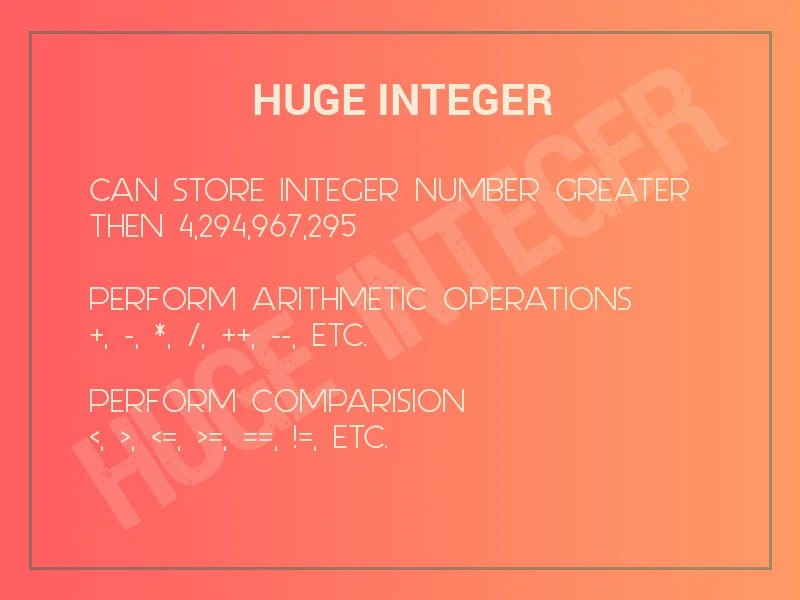 HUGE INTEGER
CAN STORE INTEGER NUMBER GREATER
THEN 4,294,967,295
PERFORM ARITHMETIC OPERATIONS
+, -, *, /, ++, --, ETC.
PERFORM COMPARISION
<, >, <=, >=, ==, !=, ETC.
HUGE INTEGER